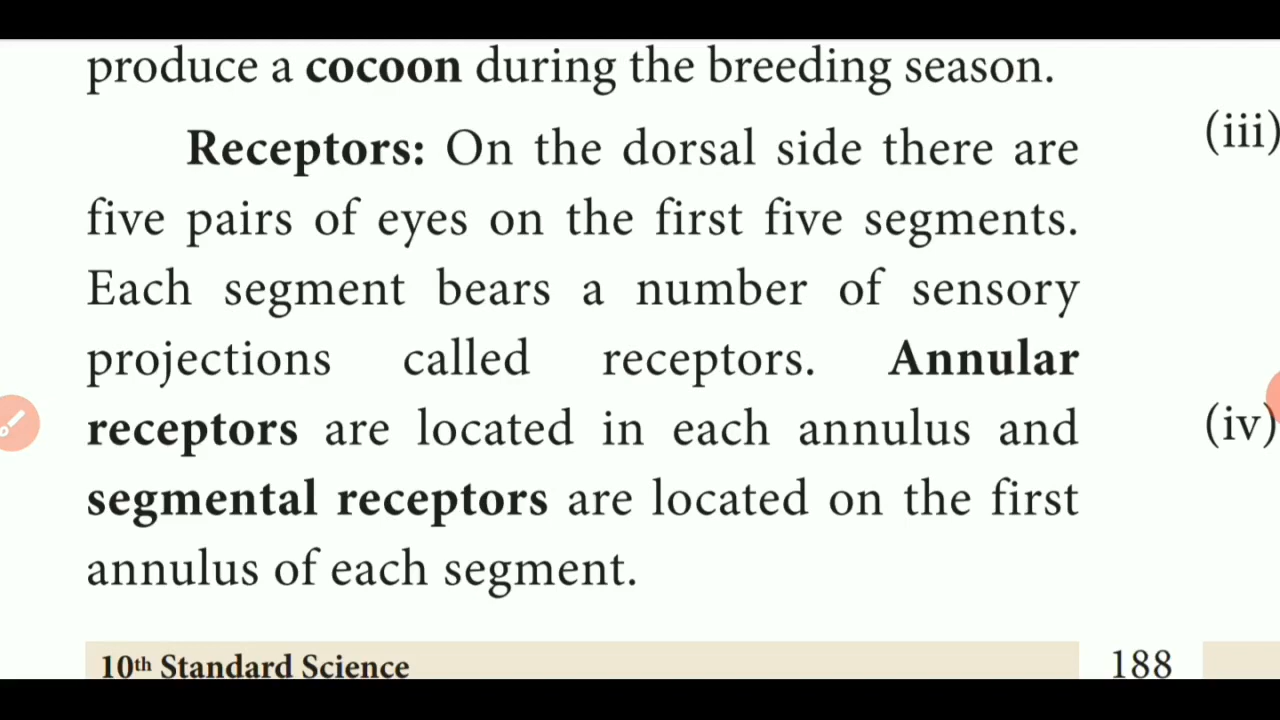 produce a cocoon during the breeding season.
Receptors: On the dorsal side there are
five pairs of eyes on the first five segments.
Each segment bears a number of sensory
projections called receptors. Annular
receptors are located in each annulus and
segmental receptors are located on the first
annulus of each segment.
(iii)
(iv)
10th Standard Science
188